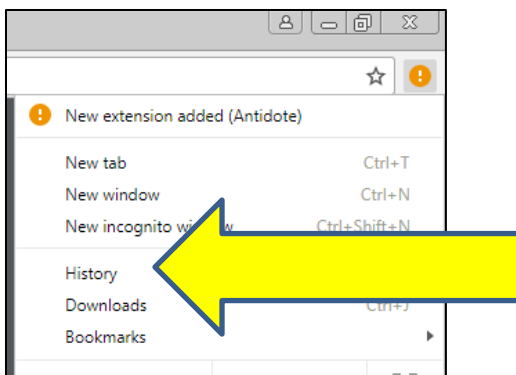 New extension added (Antidote)
New tab Ctrl+T
New window Ctrl+N
New incognito Ctrl+Shift+N
History
Downloads Ctrl+J
Bookmarks